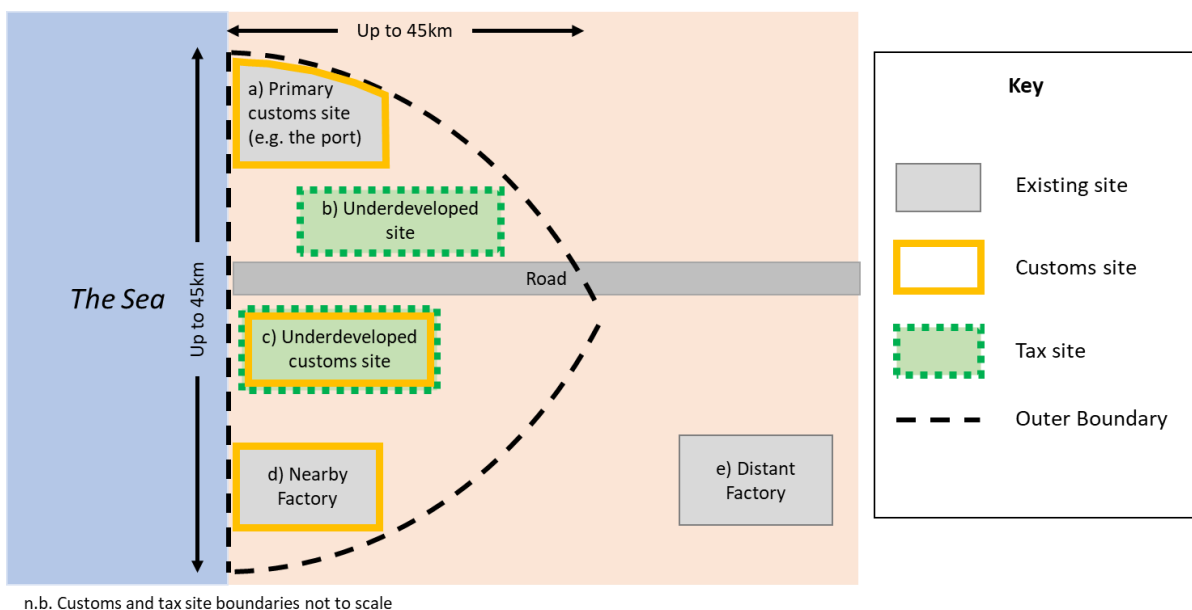 Up to 45km
a) Primary
customs site
(e.g. the port)
b) Underdeveloped
site
Road
The Sea
Up to 45km
c) Underdeveloped
customs site
d) Nearby
Factory
e) Distant
Factory
Key
Existing site
Customs site
Tax site
Outer Boundary
n.b. Customs and tax site boundaries not to scale